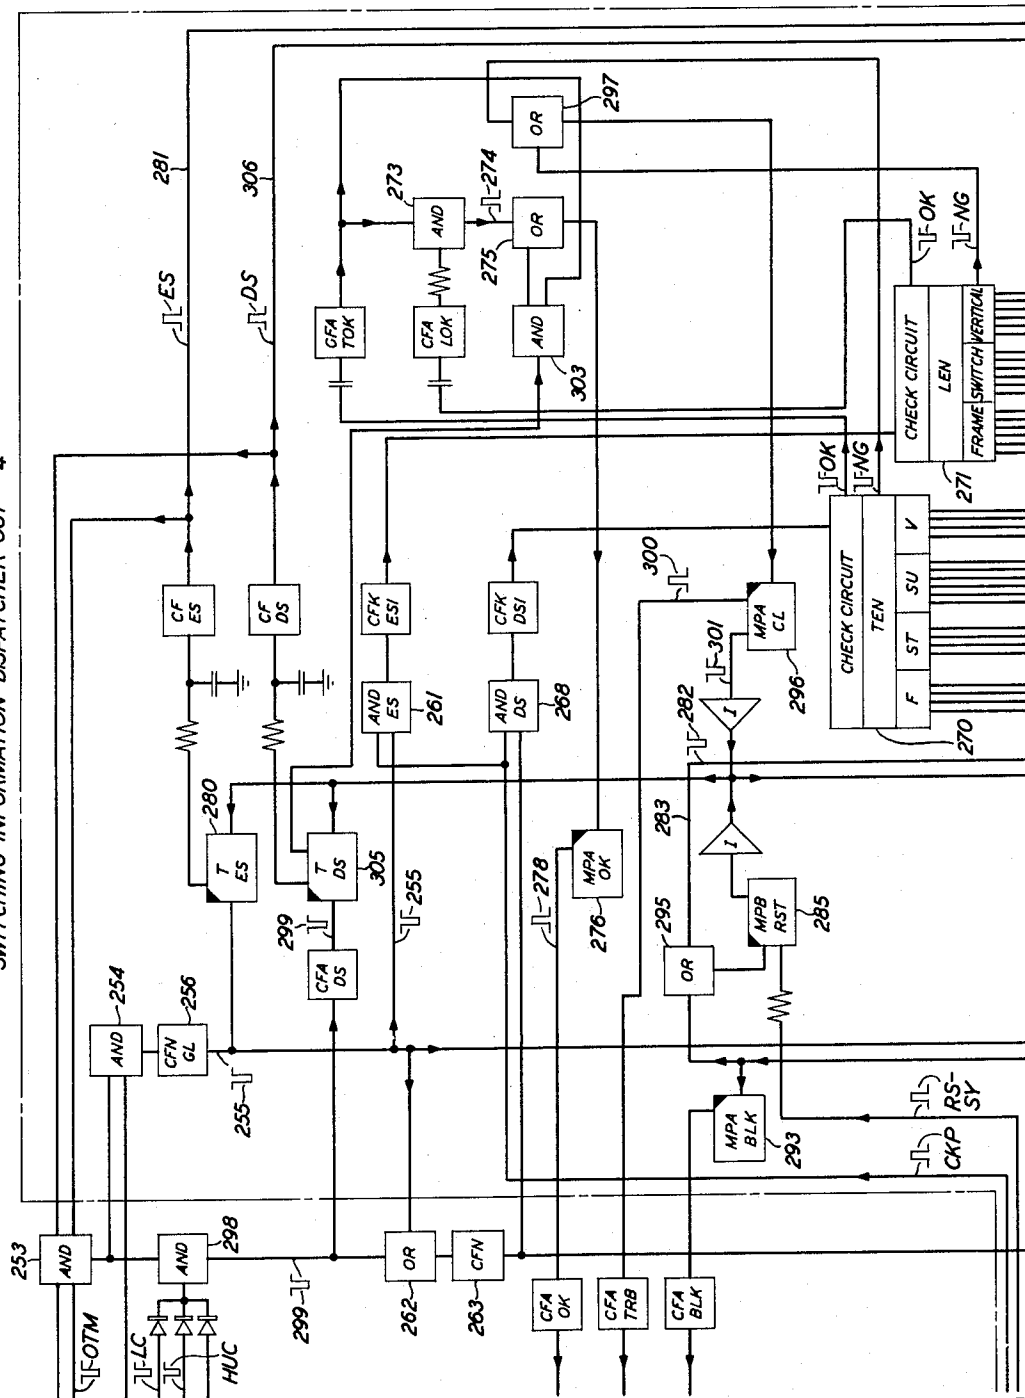 SWITCHING INFORMATION DISPATCHER
4
281
306
ES
DS
OR
297
273
274
AND
OR
275
CFA
TOK
CFA
LOK
AND
303
OK
NG
CHECK CIRCUIT
LEN
FRAME
SWITCH
VERTICAL
271
CF
ES
CF
DS
CFK
ESI
CFK
DSI
OK
NG
CHECK CIRCUIT
TEN
F
ST
SU
V
270
AND
ES
261
AND
DS
268
300
MPA
CL
296
301
I
282
283
I
T
ES
280
T
DS
305
299
CFA
DS
255
278
MPA
OK
276
295
OR
MPB
RST
285
AND
254
CFN
GL
256
255
MPA
BLK
293
RS-
SY
CKP
253
AND
AND
298
299
OR
262
CFN
263
OTM
LC
HUC
CFA
OK
CFA
TRB
CFA
BLK